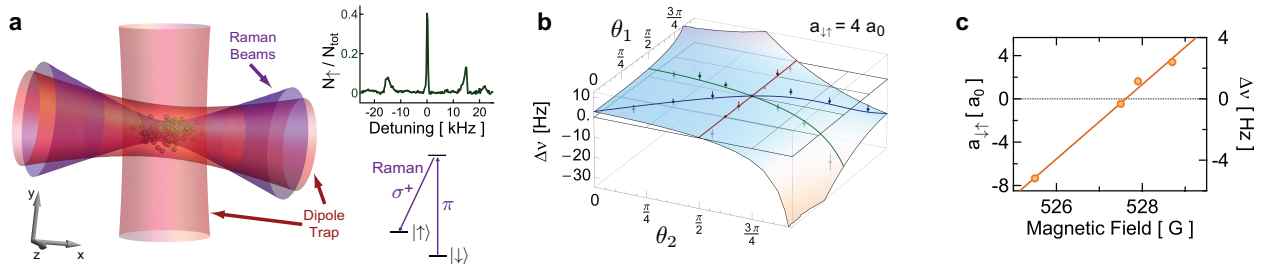 a
Raman
Beams
Dipole
Trap
y
z
x
N↑ / Ntot
0.4
0.2
0
-20
0
20
Detuning [ kHz ]
Raman
σ+
π
|↑⟩
|↓⟩
b
a↓↑ = 4 a0
θ1
0
π/4
π/2
3π/4
Δν [Hz]
10
0
−10
−20
−30
0
π/4
π/2
3π/4
θ2
c
a↓↑ [ a0 ]
4
0
-4
-8
4
0
-4
Δν [ Hz ]
526
528
Magnetic Field [ G ]